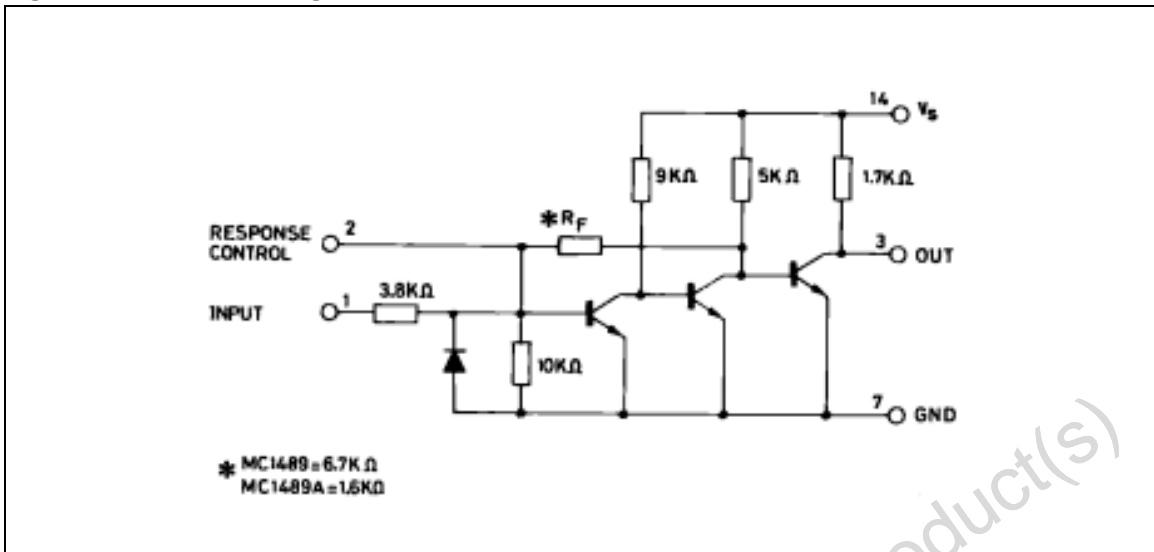 14 Vs
9KΩ 5KΩ 1.7KΩ
*RF
RESPONSE CONTROL 2
3 OUT
3.8KΩ
INPUT 1
10KΩ
7 GND
* MC1489=6.7KΩ
MC1489A=1.6KΩ
oduct(s)